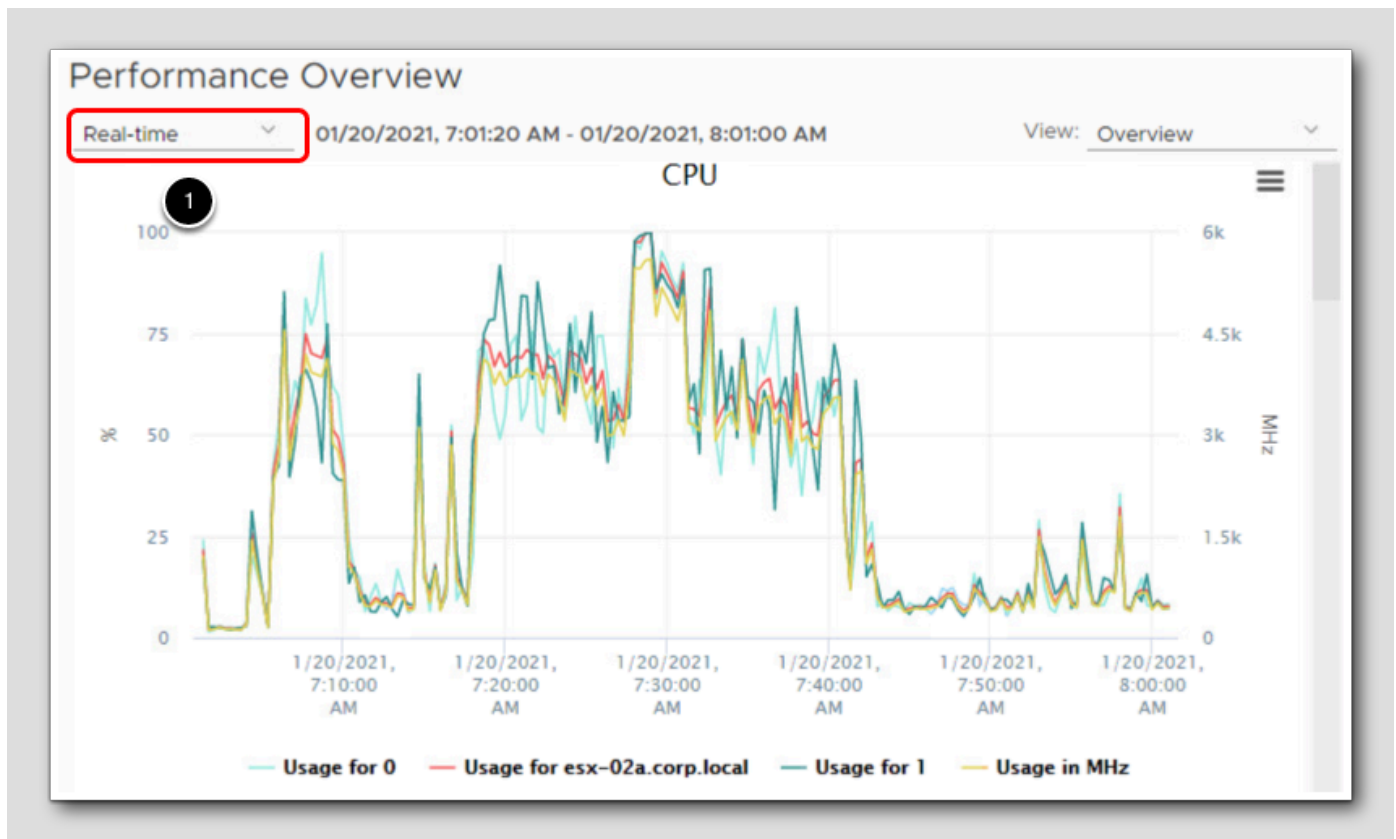 Performance Overview
Real-time 01/20/2021, 7:01:20 AM - 01/20/2021, 8:01:00 AM View: Overview
1
CPU
100 6k
75 4.5k
% 50 3k MHz
25 1.5k
0 0
1/20/2021, 1/20/2021, 1/20/2021, 1/20/2021, 1/20/2021, 1/20/2021,
7:10:00 7:20:00 7:30:00 7:40:00 7:50:00 8:00:00
AM AM AM AM AM AM
Usage for 0 Usage for esx-02a.corp.local Usage for 1 Usage in MHz